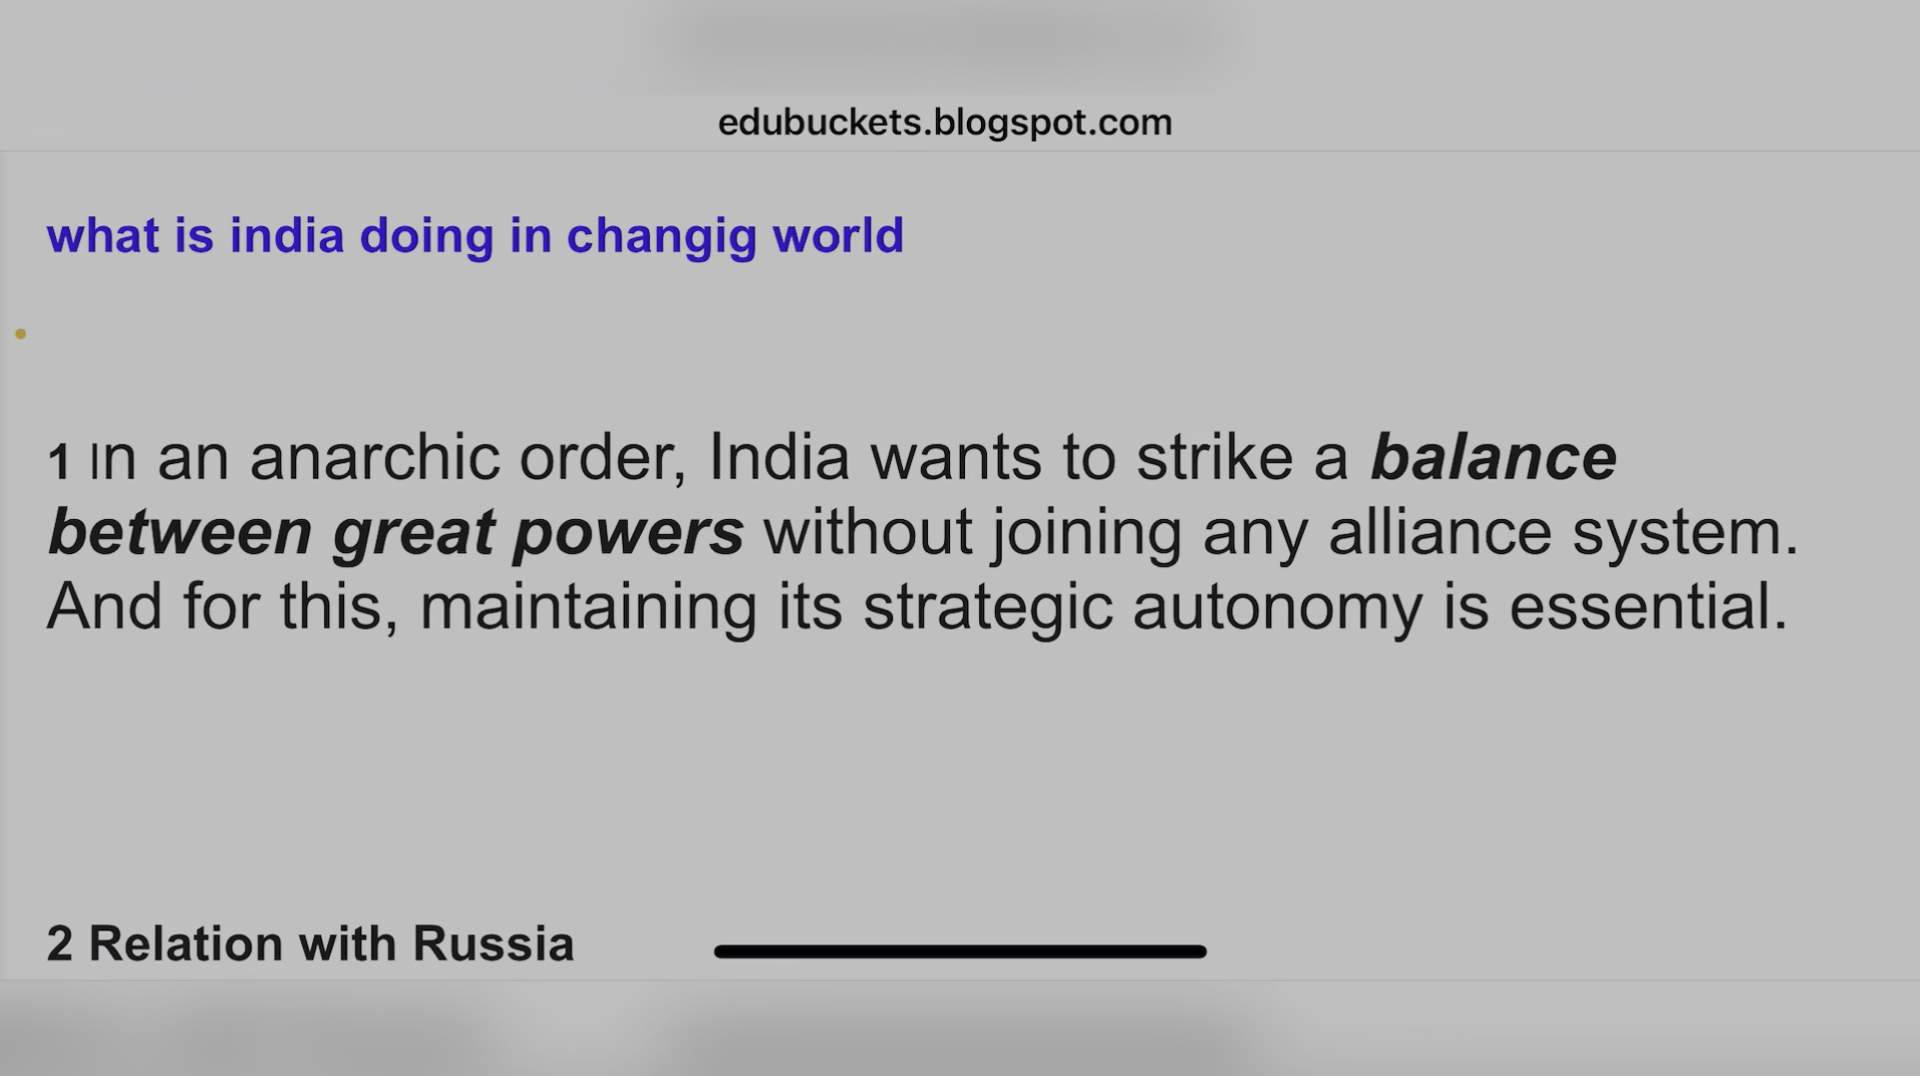 edubuckets.blogspot.com
what is india doing in changig world
1 In an anarchic order, India wants to strike a balance
between great powers without joining any alliance system.
And for this, maintaining its strategic autonomy is essential.
2 Relation with Russia